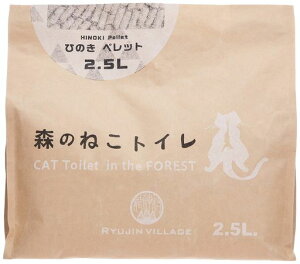 HINOKI Pellet
ひのき ペレット
2.5L
森のねこトイレ
CAT Toilet in the FOREST
RYUJIN VILLAGE
2.5L.